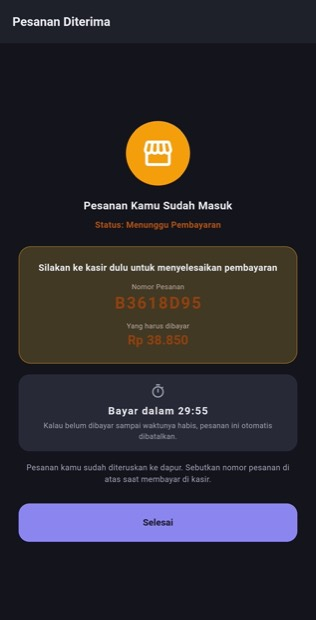 Pesanan Diterima
Pesanan Kamu Sudah Masuk
Status: Menunggu Pembayaran
Silakan ke kasir dulu untuk menyelesaikan pembayaran
Nomor Pesanan
B3618D95
Yang harus dibayar
Rp 38.850
Bayar dalam 29:55
Kalau belum dibayar sampai waktunya habis, pesanan ini otomatis
dibatalkan.
Pesanan kamu sudah diteruskan ke dapur. Sebutkan nomor pesanan di
atas saat membayar di kasir.
Selesai